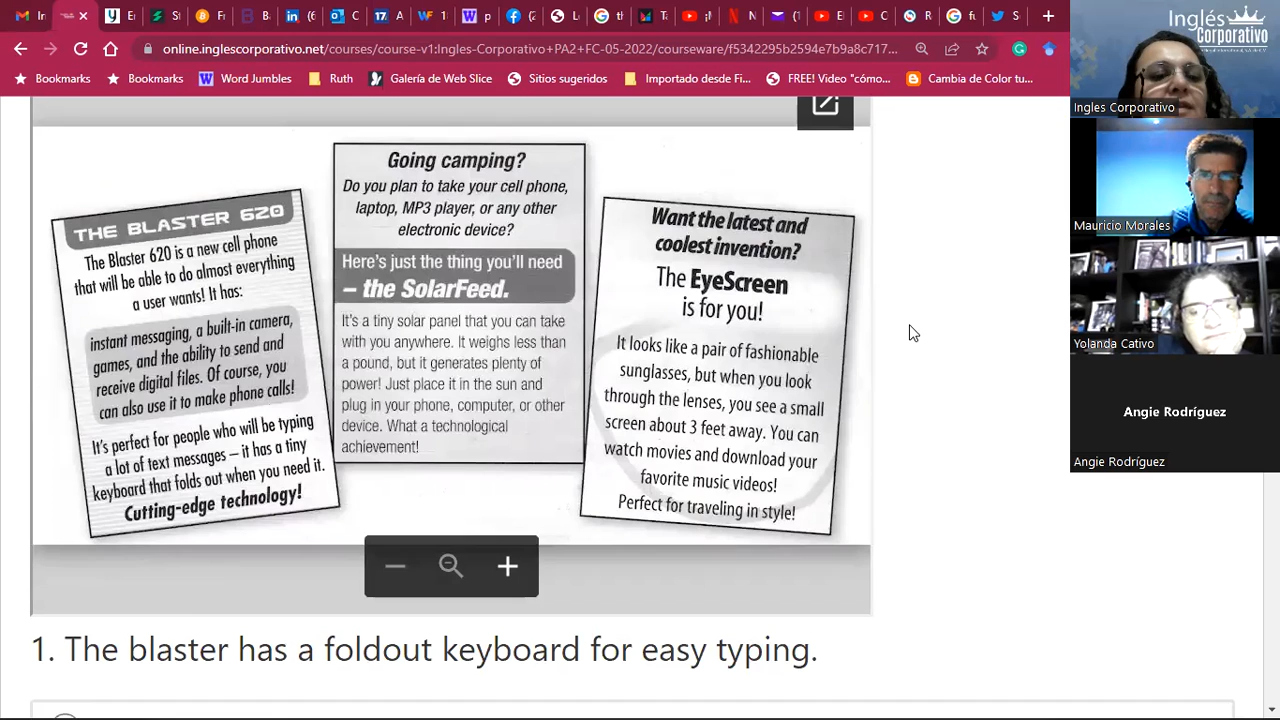 online.inglescorporativo.net/courses/course-v1:Ingles-Corporativo+PA2+FC-05-2022/courseware/f5342295b2594e7b9a8c717...
Bookmarks
Bookmarks
Word Jumbles
Ruth
Galería de Web Slice
Sitios sugeridos
Importado desde Fi...
FREE! Video "cómo...
Cambia de Color tu...
THE BLASTER 620
The Blaster 620 is a new cell phone
that will be able to do almost everything
a user wants! It has:
instant messaging, a built-in camera,
games, and the ability to send and
receive digital files. Of course, you
can also use it to make phone calls!
It's perfect for people who will be typing
a lot of text messages – it has a tiny
keyboard that folds out when you need it.
Cutting-edge technology!
Going camping?
Do you plan to take your cell phone,
laptop, MP3 player, or any other
electronic device?
Here's just the thing you'll need
– the SolarFeed.
It's a tiny solar panel that you can take
with you anywhere. It weighs less than
a pound, but it generates plenty of
power! Just place it in the sun and
plug in your phone, computer, or other
device. What a technological
achievement!
Want the latest and
coolest invention?
The EyeScreen
is for you!
It looks like a pair of fashionable
sunglasses, but when you look
through the lenses, you see a small
screen about 3 feet away. You can
watch movies and download your
favorite music videos!
Perfect for traveling in style!
1. The blaster has a foldout keyboard for easy typing.
Inglés
Corporativo
Ingles Corporativo
Mauricio Morales
Yolanda Cativo
Angie Rodríguez
Angie Rodríguez